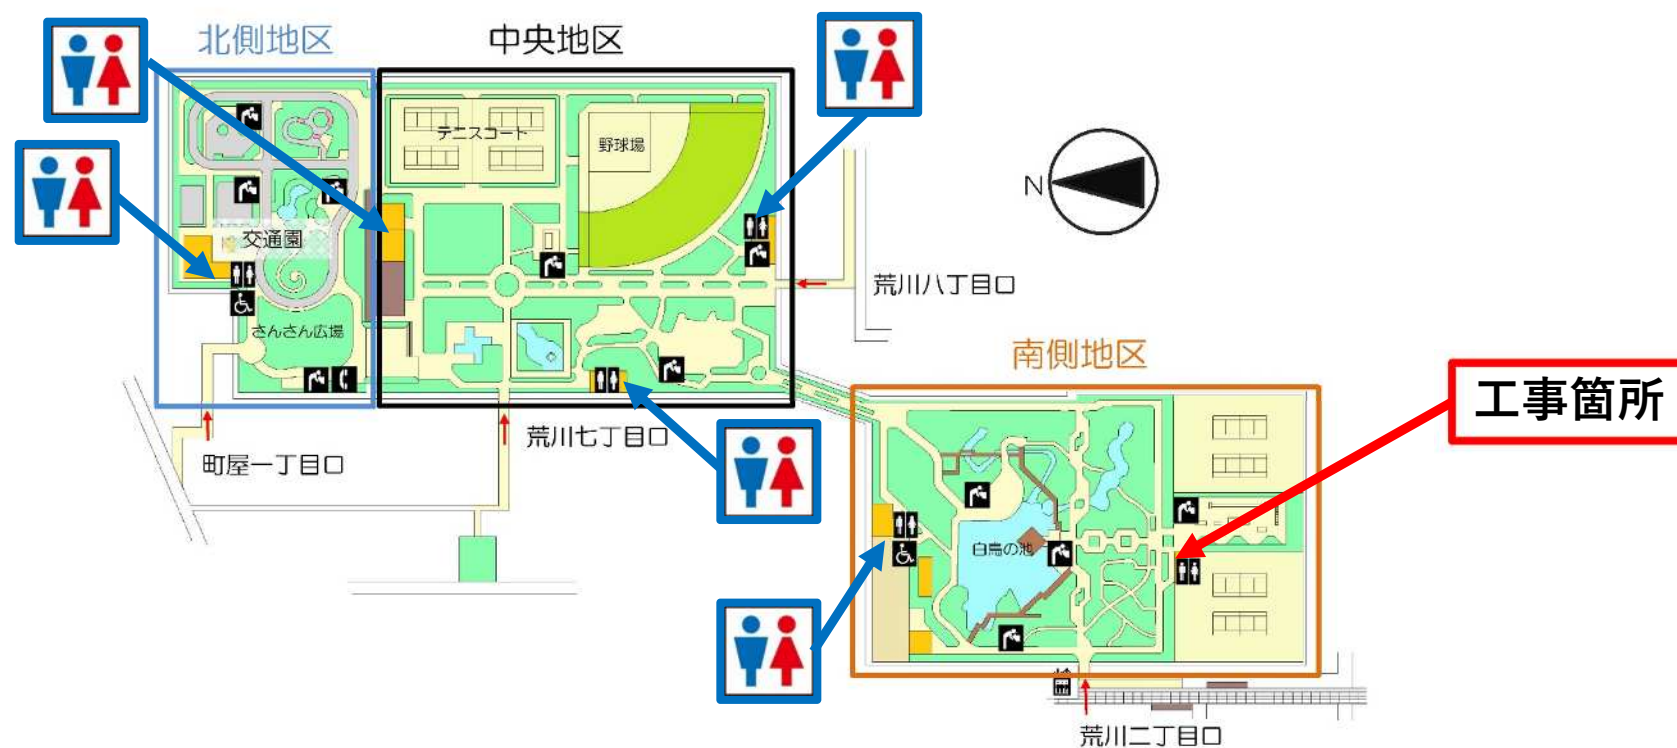 北側地区
中央地区
テニスコート
野球場
N
交通園
荒川八丁目口
さんさん広場
南側地区
工事箇所
荒川七丁目口
町屋一丁目口
白鳥の池
荒川二丁目口